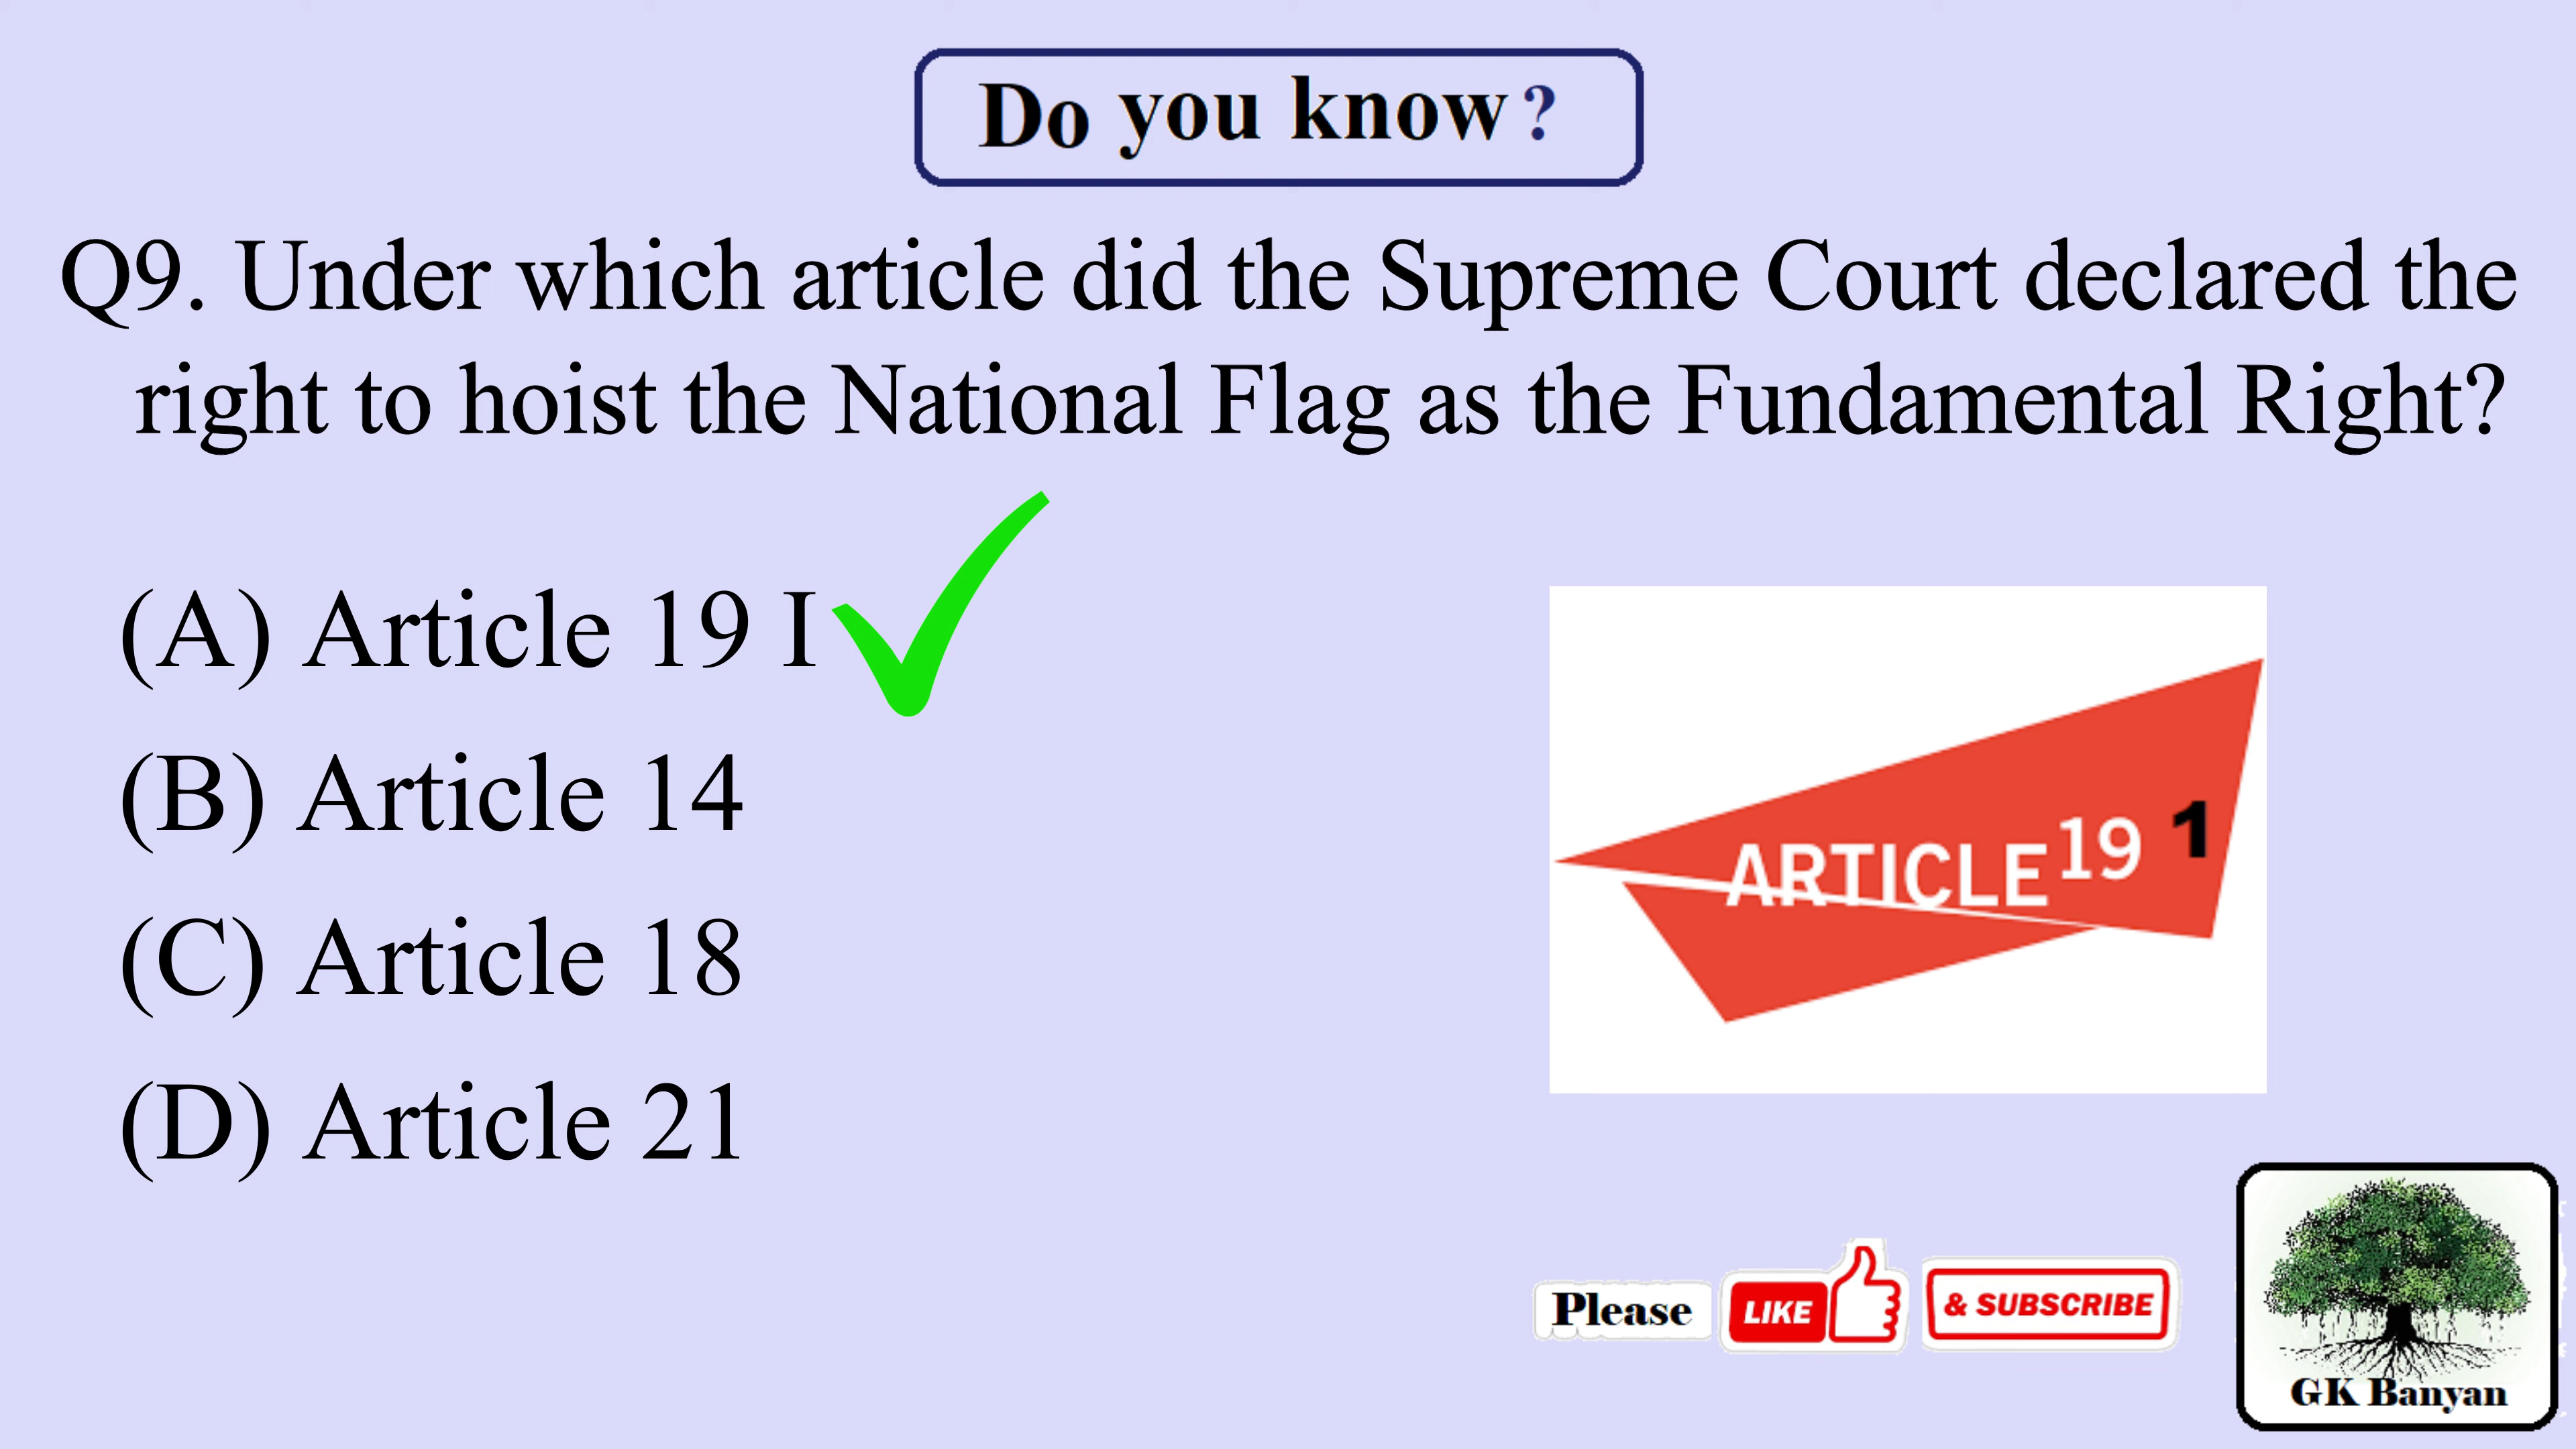 Do you know?
Q9. Under which article did the Supreme Court declared the
right to hoist the National Flag as the Fundamental Right?
(A) Article 19 I
(B) Article 14
(C) Article 18
(D) Article 21
ARTICLE 19 1
Please LIKE & SUBSCRIBE
GK Banyan